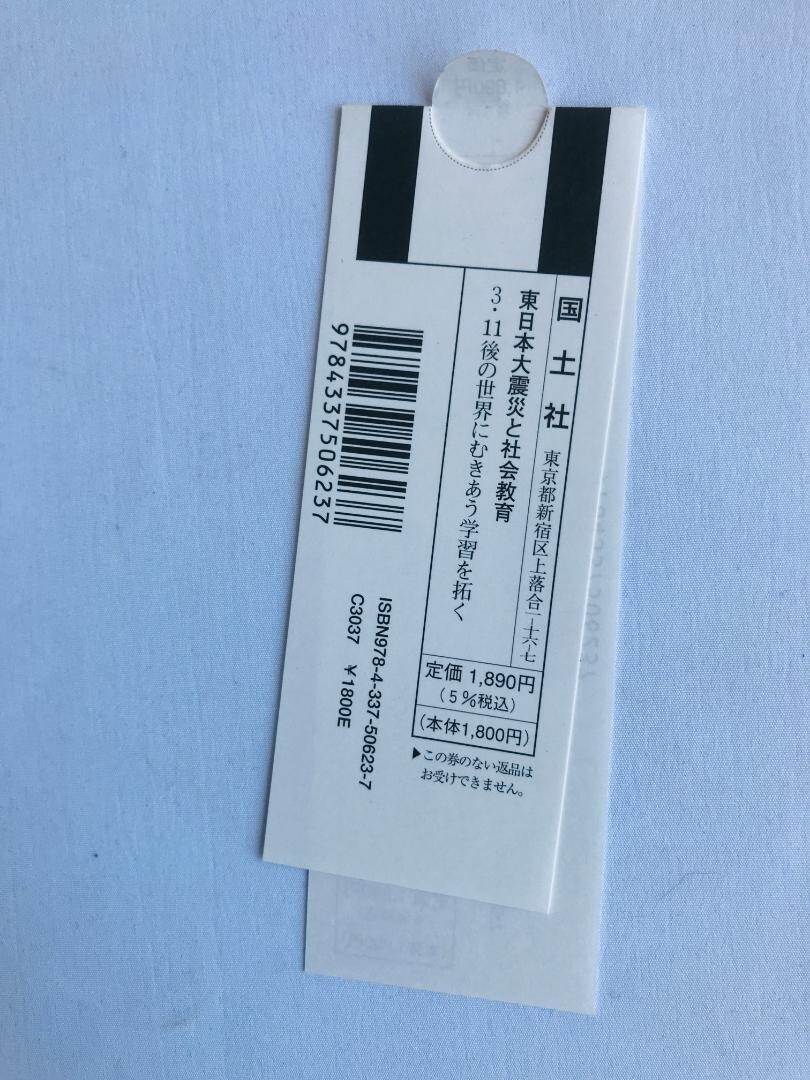 国土社
東京都新宿区上落合一―十六―七
東日本大震災と社会教育
3・11後の世界にむきあう学習を拓く
定価 1,890円
（5%税込）
（本体1,800円）
▶この券のない返品は
お受けできません。
9784337506237
ISBN978-4-337-50623-7
C3037 ¥1800E